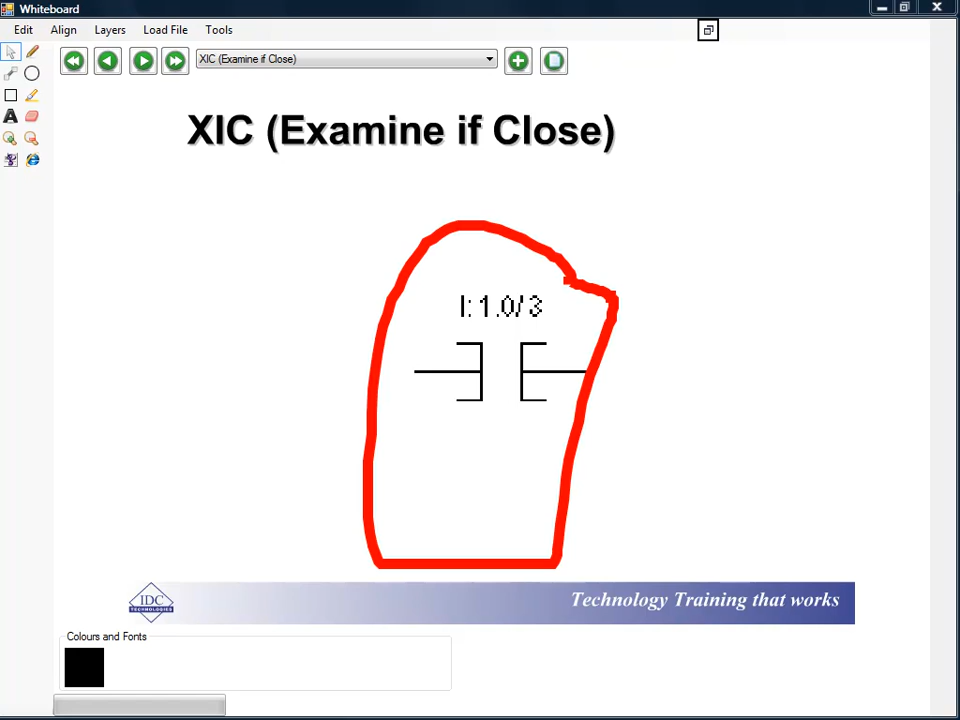 Whiteboard
Edit Align Layers Load File Tools
XIC (Examine if Close)
XIC (Examine if Close)
I:1.0/3
IDC
TECHNOLOGIES
Technology Training that works
Colours and Fonts